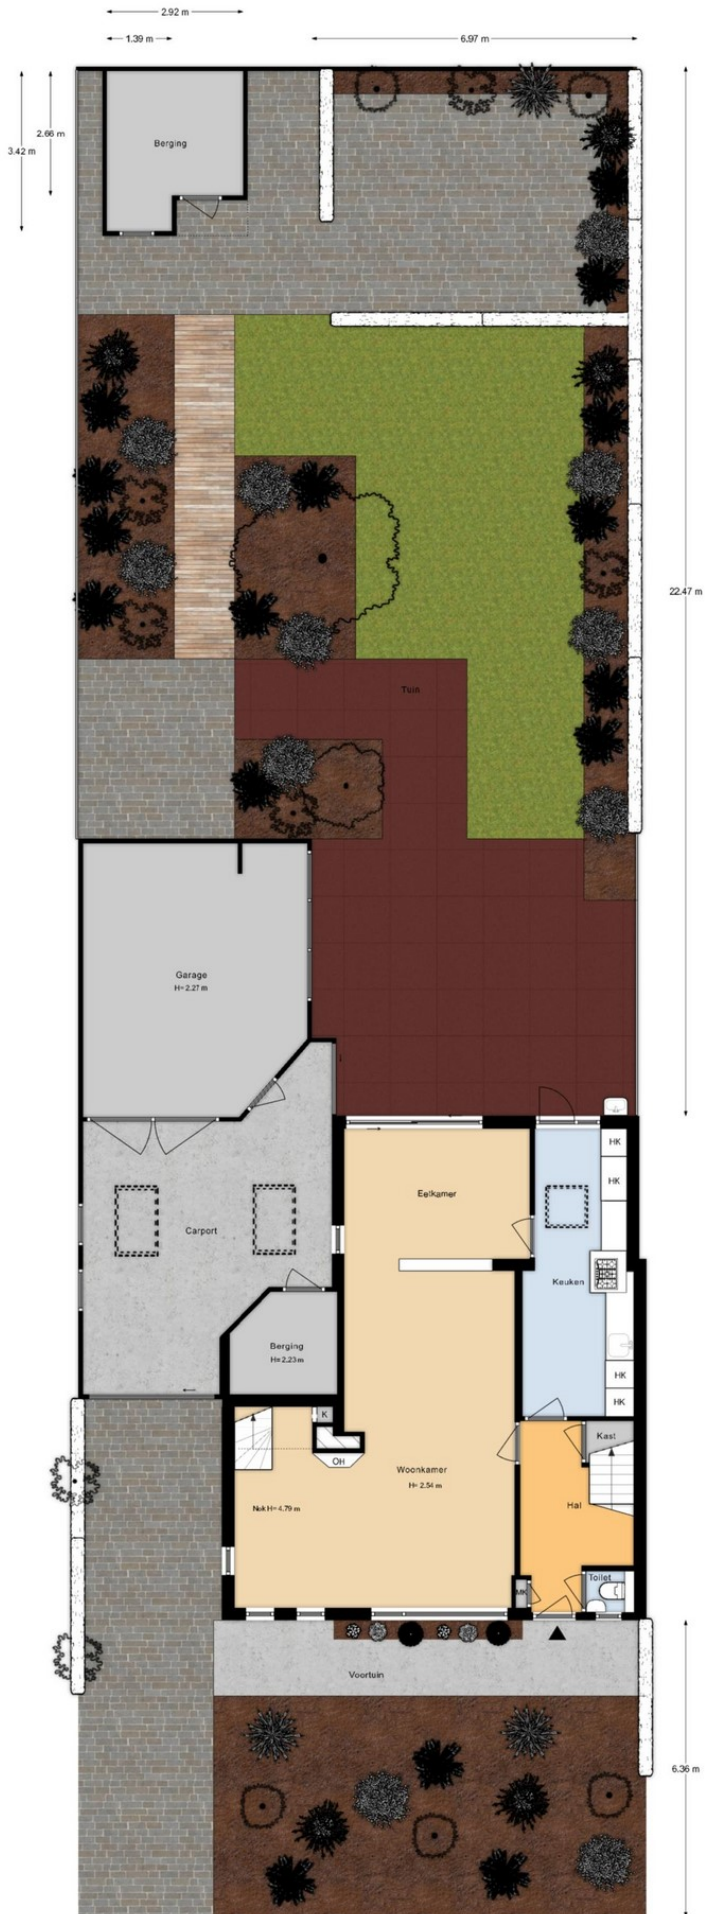 2.92 m
1.39 m
6.97 m
2.66 m
3.42 m
Berging
22.47 m
Tuin
Garage
H= 2.27 m
Eetkamer
HK
HK
Carport
Keuken
Berging
H= 2.23 m
HK
HK
K
OH
Kast
Woonkamer
H= 2.54 m
Nok H= 4.79 m
Hal
Toilet
MK
Voortuin
6.36 m